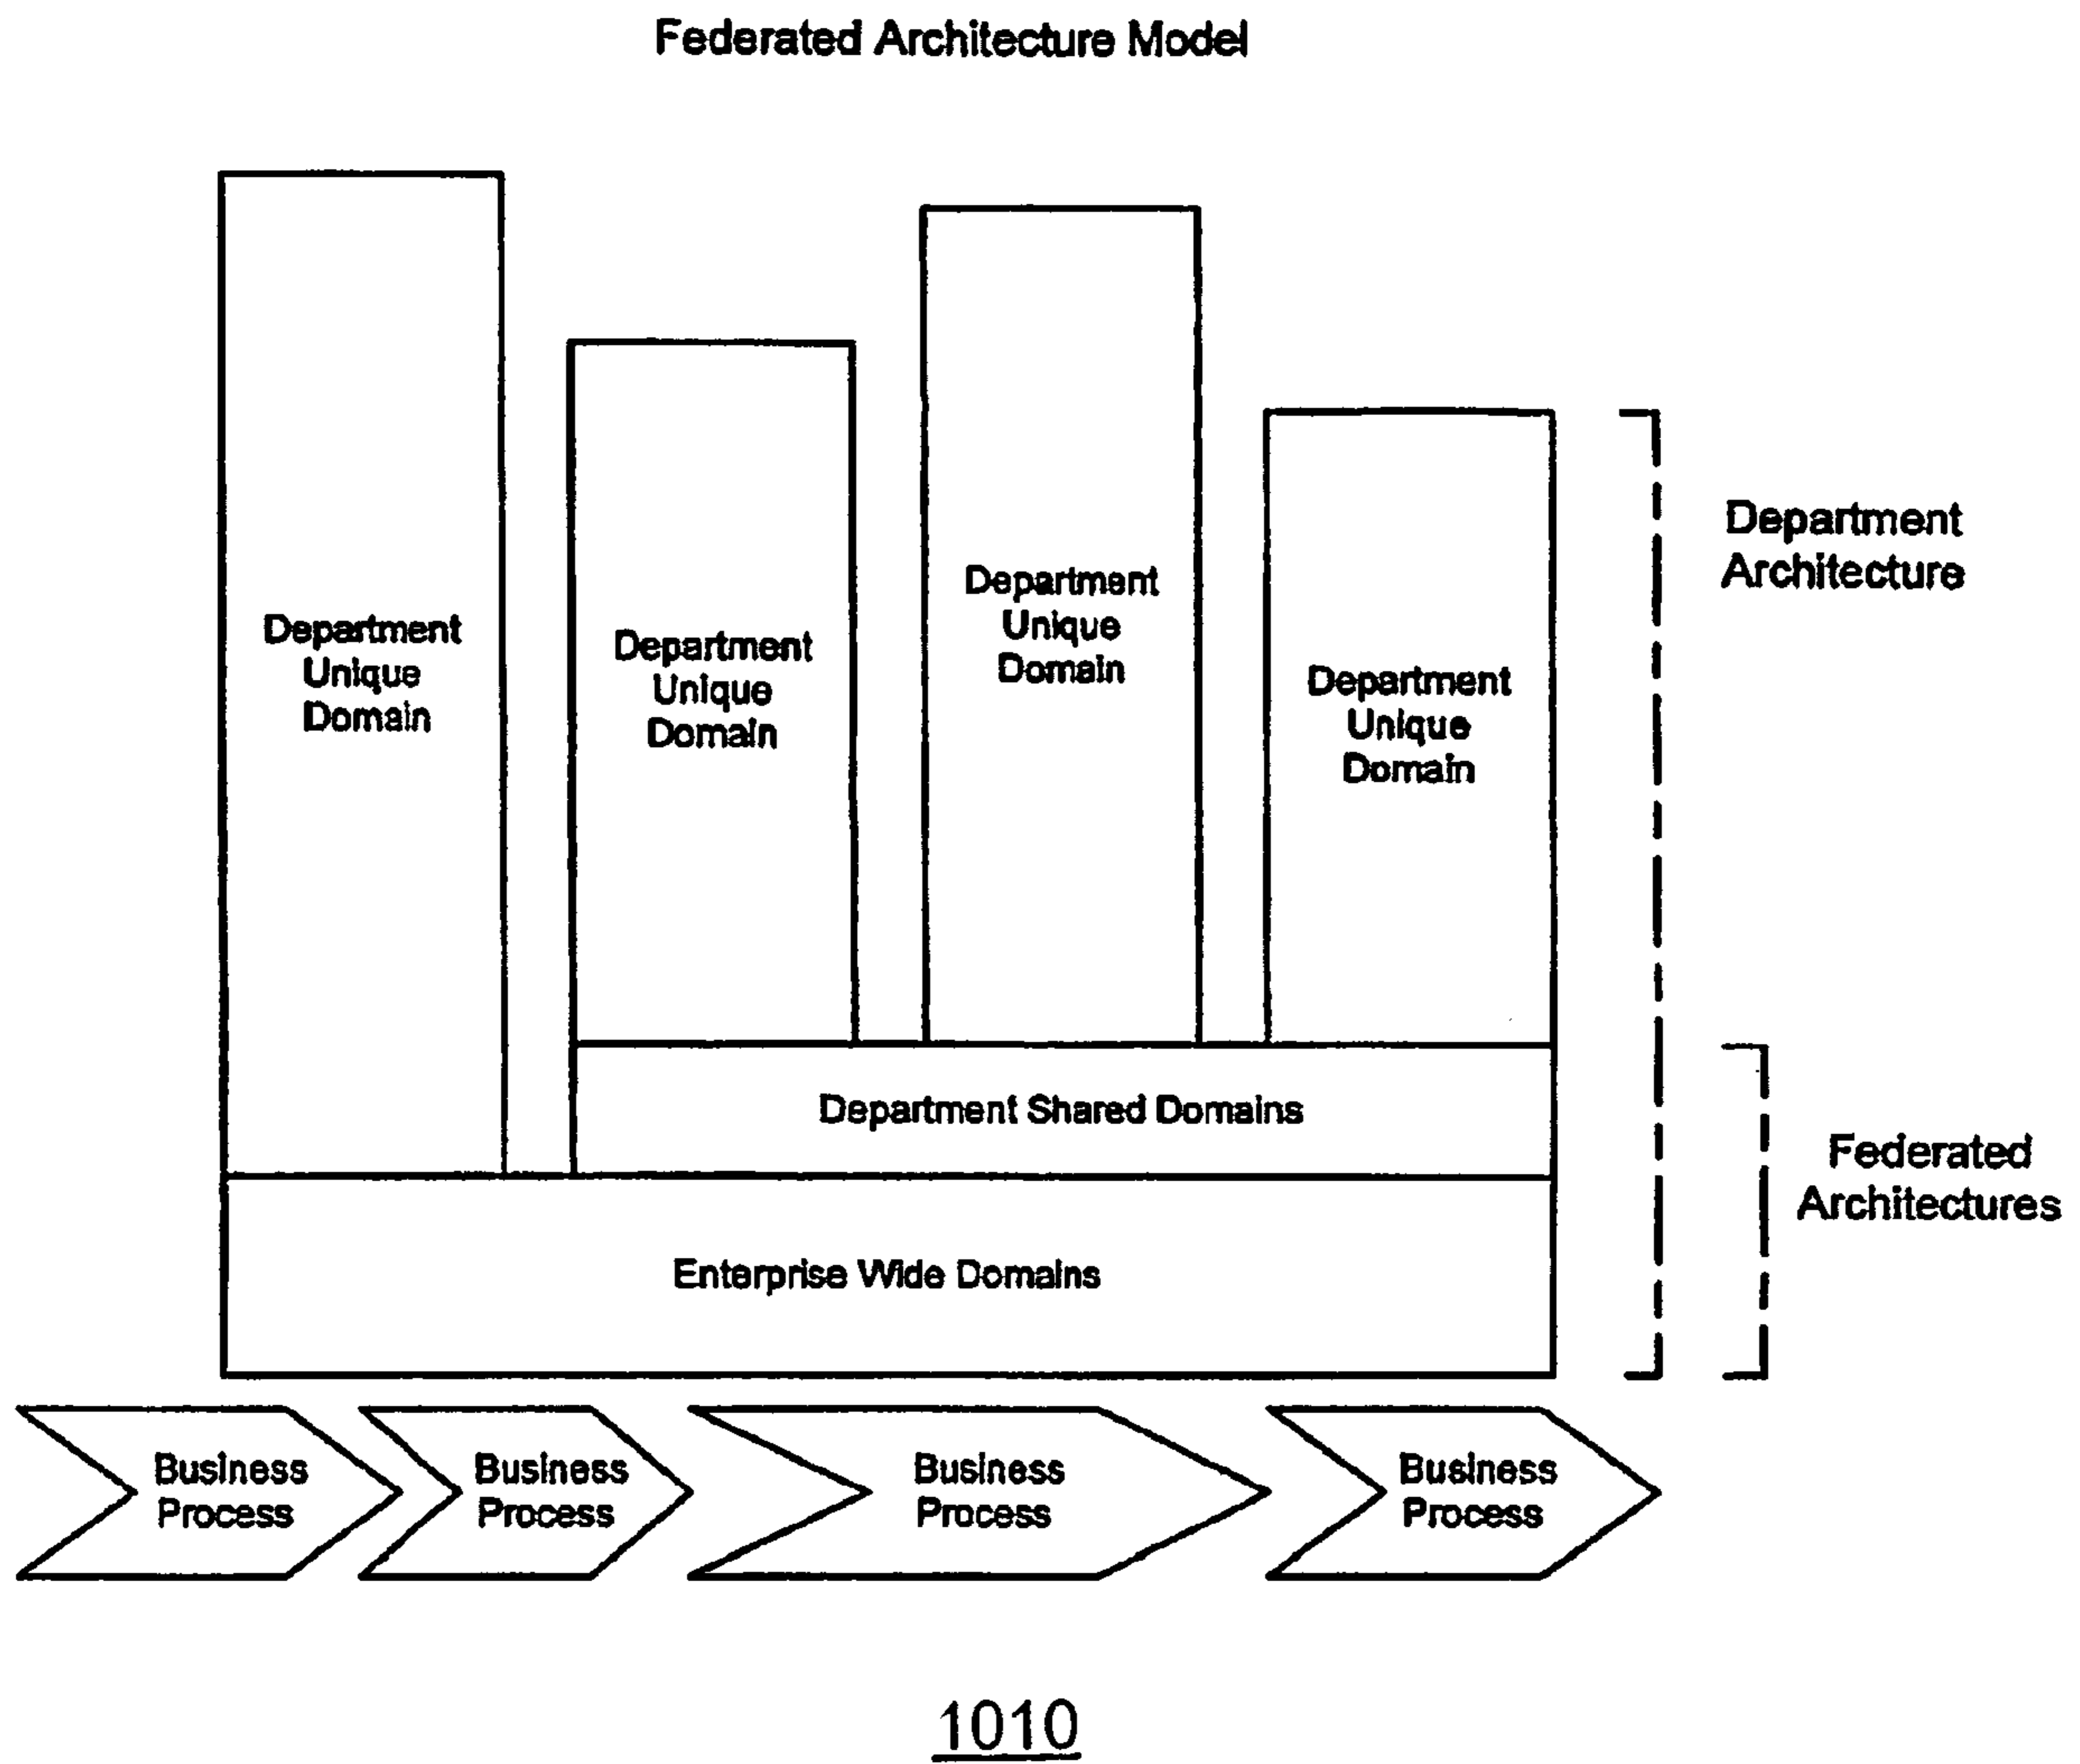 Federated Architecture Model
Department
Unique
Domain
Department
Unique
Domain
Department
Unique
Domain
Department
Unique
Domain
Department
Architecture
Department Shared Domains
Federated
Architectures
Enterprise Wide Domains
Business
Process
Business
Process
Business
Process
Business
Process
1010